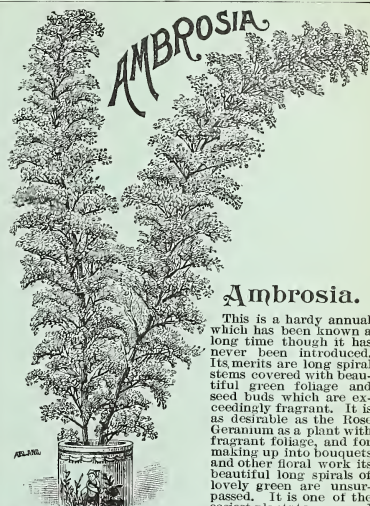 AMBROSIA
Ambrosia.
This is a hardy annual
which has been known a
long time though it has
never been introduced.
Its merits are long spiral
stems covered with beau-
tiful green foliage and
seed buds which are ex-
ceedingly fragrant. It is
as desirable as the Rose
Geranium as a plant with
fragrant foliage, and for
making up into bouquets
and other floral work its
beautiful long spirals of
lovely green are unsur-
passed. It is one of the